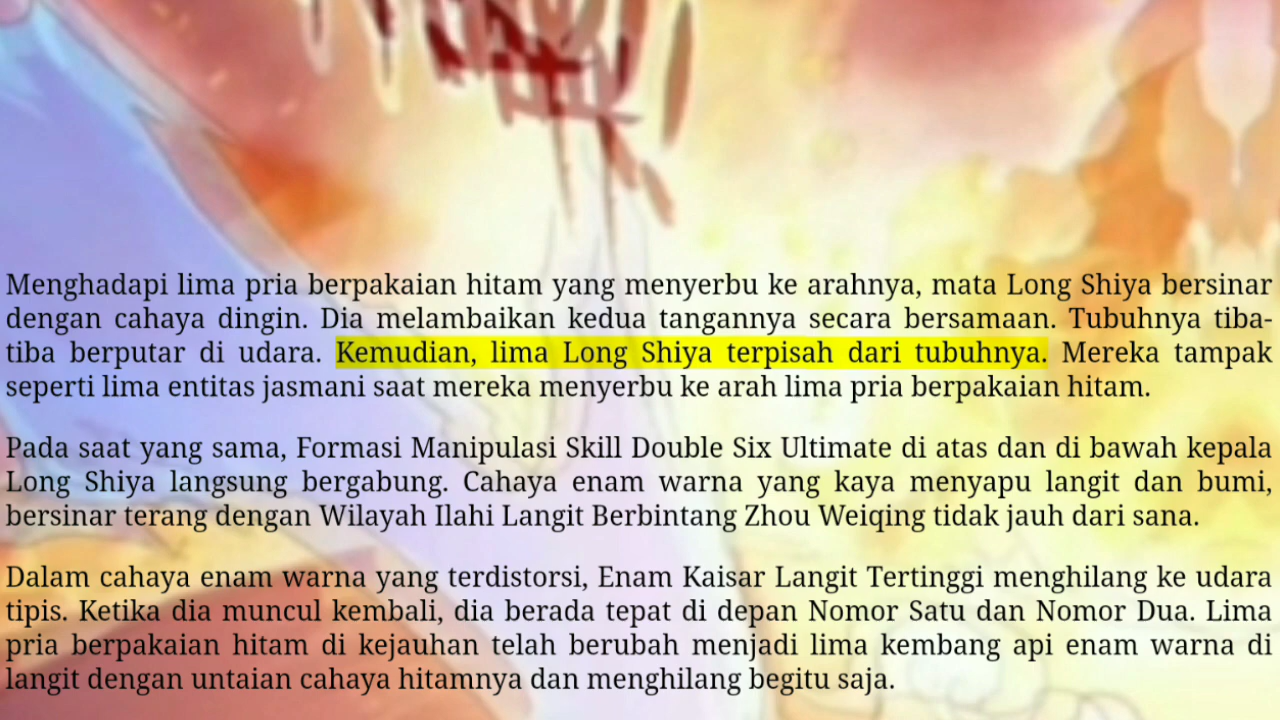 Menghadapi lima pria berpakaian hitam yang menyerbu ke arahnya, mata Long Shiya bersinar
dengan cahaya dingin. Dia melambaikan kedua tangannya secara bersamaan. Tubuhnya tiba-
tiba berputar di udara. Kemudian, lima Long Shiya terpisah dari tubuhnya. Mereka tampak
seperti lima entitas jasmani saat mereka menyerbu ke arah lima pria berpakaian hitam.
Pada saat yang sama, Formasi Manipulasi Skill Double Six Ultimate di atas dan di bawah kepala
Long Shiya langsung bergabung. Cahaya enam warna yang kaya menyapu langit dan bumi,
bersinar terang dengan Wilayah Ilahi Langit Berbintang Zhou Weiqing tidak jauh dari sana.
Dalam cahaya enam warna yang terdistorsi, Enam Kaisar Langit Tertinggi menghilang ke udara
tipis. Ketika dia muncul kembali, dia berada tepat di depan Nomor Satu dan Nomor Dua. Lima
pria berpakaian hitam di kejauhan telah berubah menjadi lima kembang api enam warna di
langit dengan untaian cahaya hitamnya dan menghilang begitu saja.